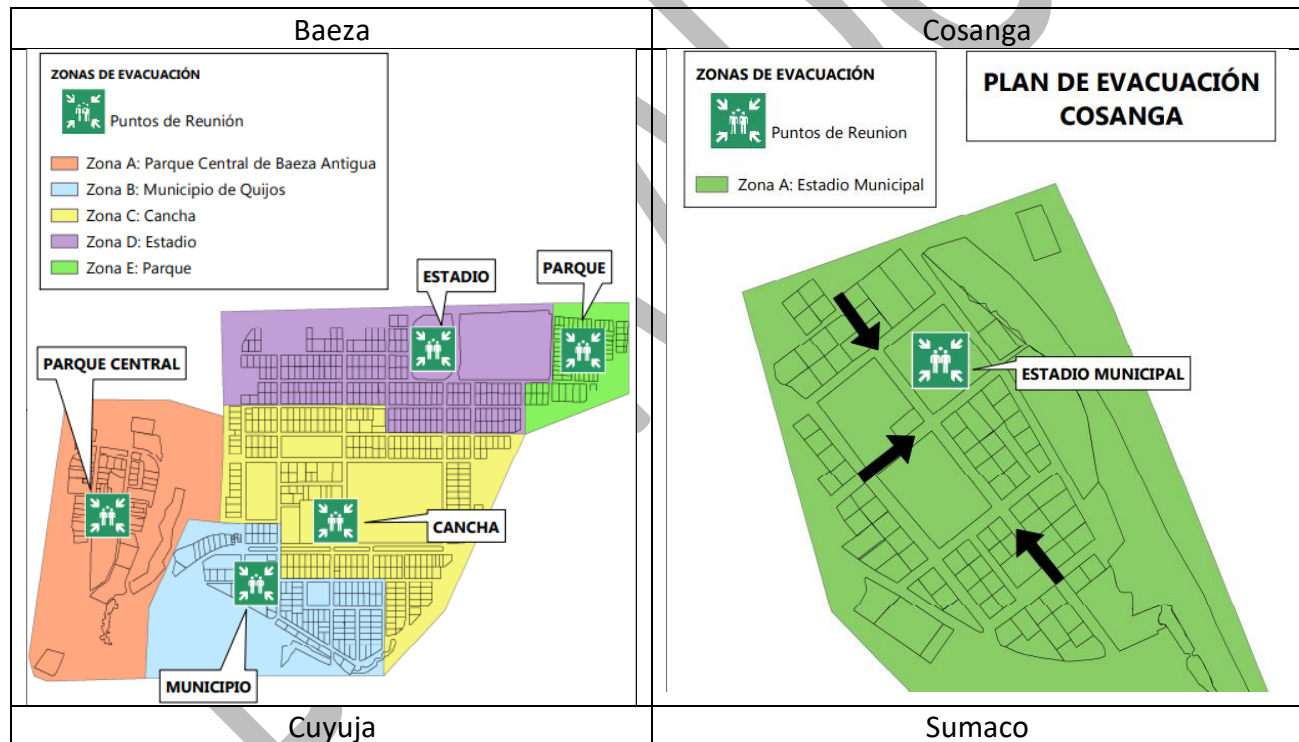 Baeza
Cosanga
ZONAS DE EVACUACIÓN
Puntos de Reunión
Zona A: Parque Central de Baeza Antigua
Zona B: Municipio de Quijos
Zona C: Cancha
Zona D: Estadio
Zona E: Parque
ESTADIO
PARQUE
PARQUE CENTRAL
CANCHA
MUNICIPIO
ZONAS DE EVACUACIÓN
Puntos de Reunion
Zona A: Estadio Municipal
PLAN DE EVACUACIÓN
COSANGA
ESTADIO MUNICIPAL
Cuyuja
Sumaco